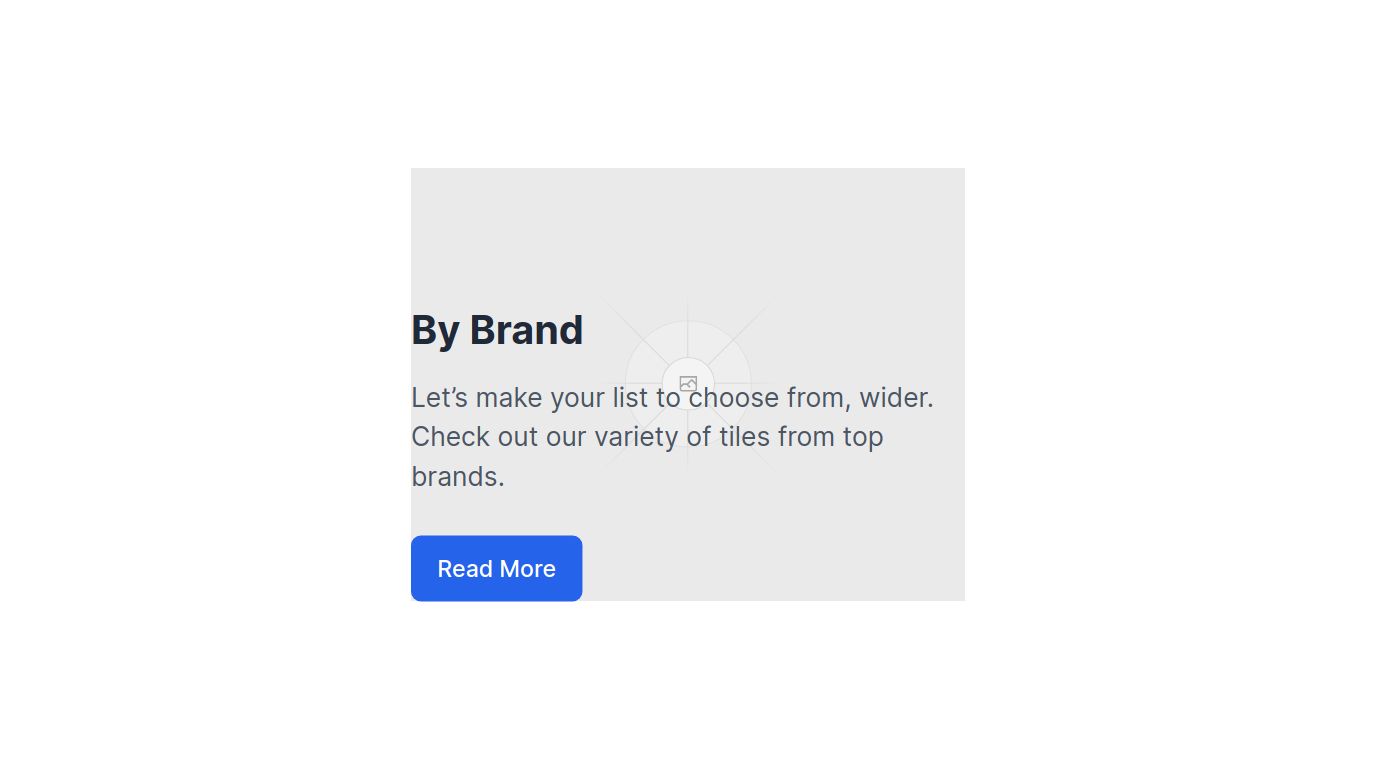 By Brand
Let’s make your list to choose from, wider.
Check out our variety of tiles from top
brands.
Read More